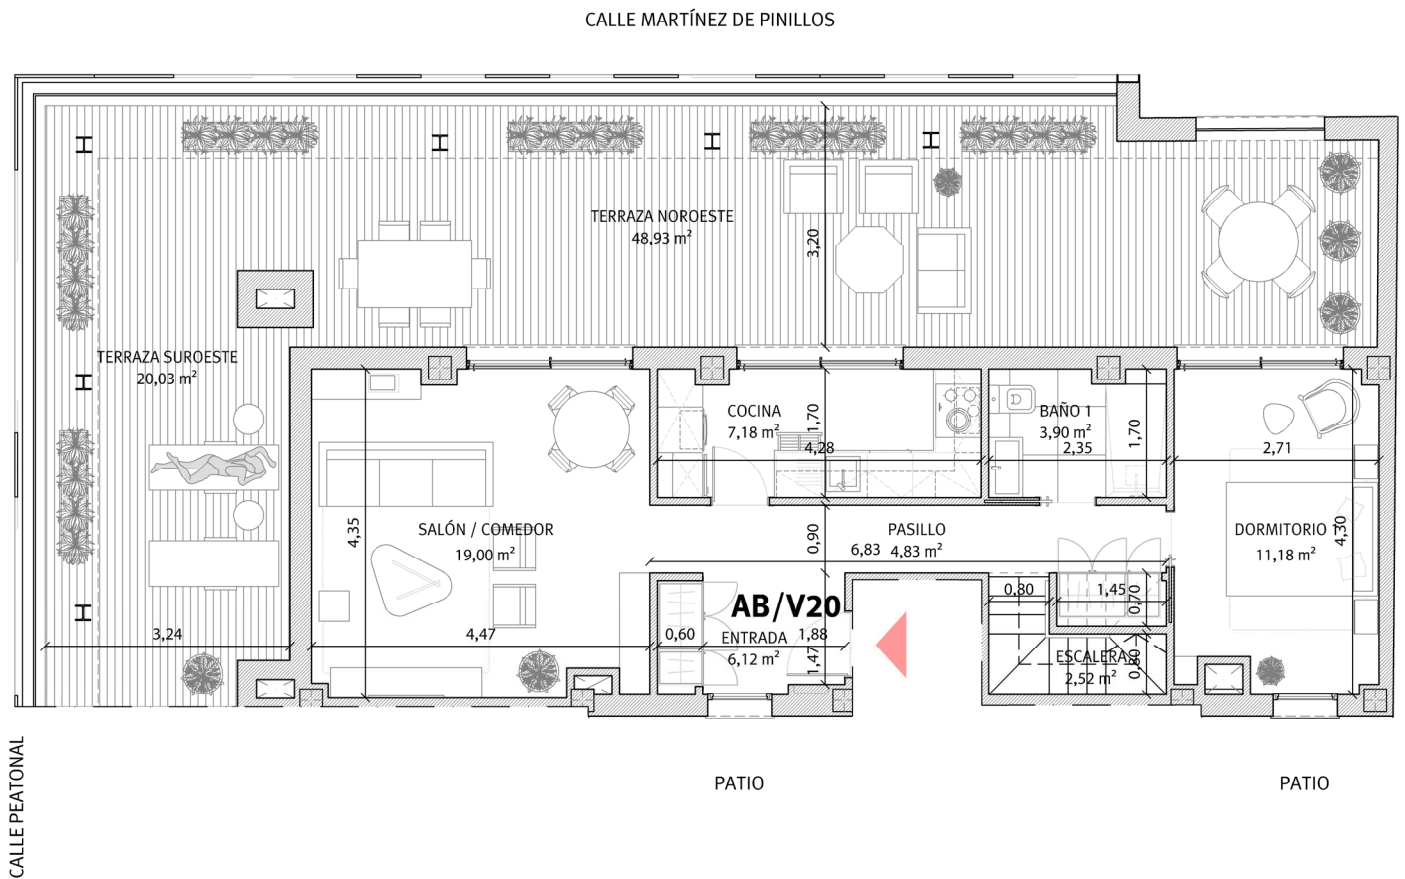 CALLE MARTÍNEZ DE PINILLOS
TERRAZA NOROESTE
48,93 m²
3,20
TERRAZA SUROESTE
20,03 m²
COCINA
7,18 m²
1,70
4,28
BAÑO 1
3,90 m²
2,35
1,70
2,71
SALÓN / COMEDOR
19,00 m²
4,35
PASILLO
6,83 4,83 m²
0,90
DORMITORIO 1
11,18 m²
4,30
AB/V20
0,80
1,45
0,70
3,24
4,47
0,60
ENTRADA 1,88
6,12 m²
1,47
ESCALERA
2,52 m²
0,80
CALLE PEATONAL
PATIO
PATIO